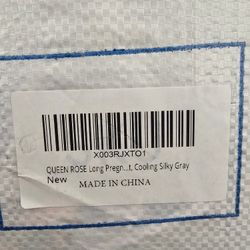 X003RJXTO1
QUEEN ROSE Long Pregn...t, Cooling Silky Gray
New
MADE IN CHINA